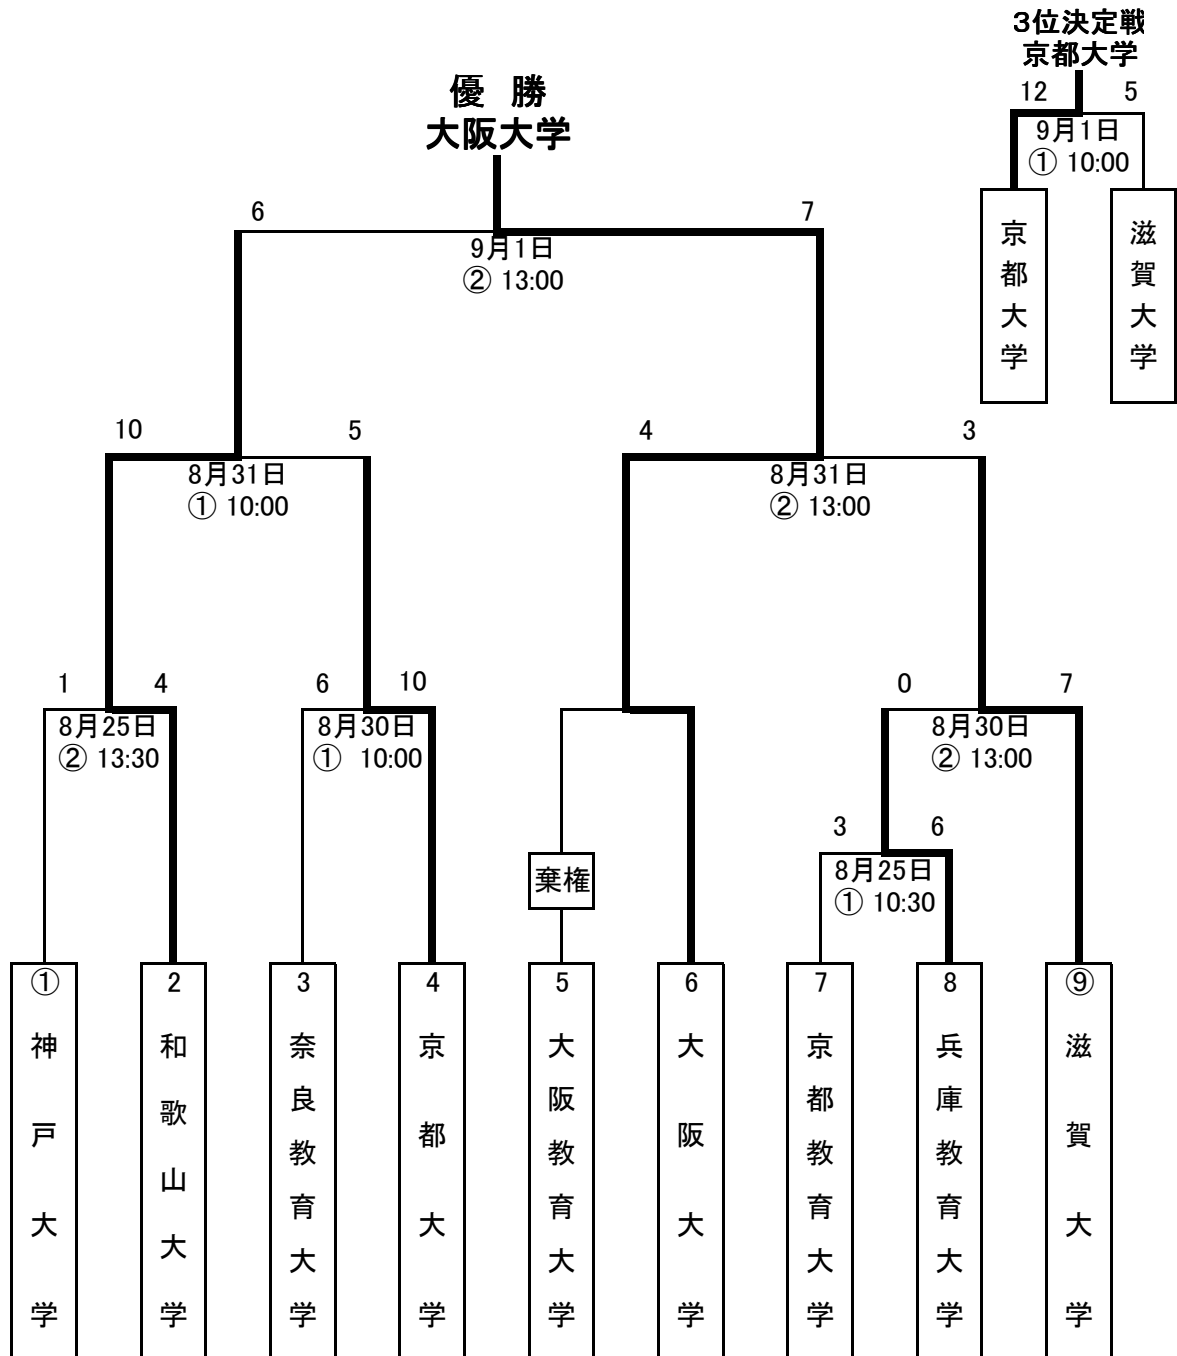 3位決定戦
京都大学
12 5
9月1日
① 10:00
京都大学
滋賀大学
優 勝
大阪大学
6 7
9月1日
② 13:00
10 5
8月31日
① 10:00
4 3
8月31日
② 13:00
1 4
8月25日
② 13:30
6 10
8月30日
① 10:00
0 7
8月30日
② 13:00
3 6
8月25日
① 10:30
棄権
① 神戸大学
2 和歌山大学
3 奈良教育大学
4 京都大学
5 大阪教育大学
6 大阪大学
7 京都教育大学
8 兵庫教育大学
⑨ 滋賀大学